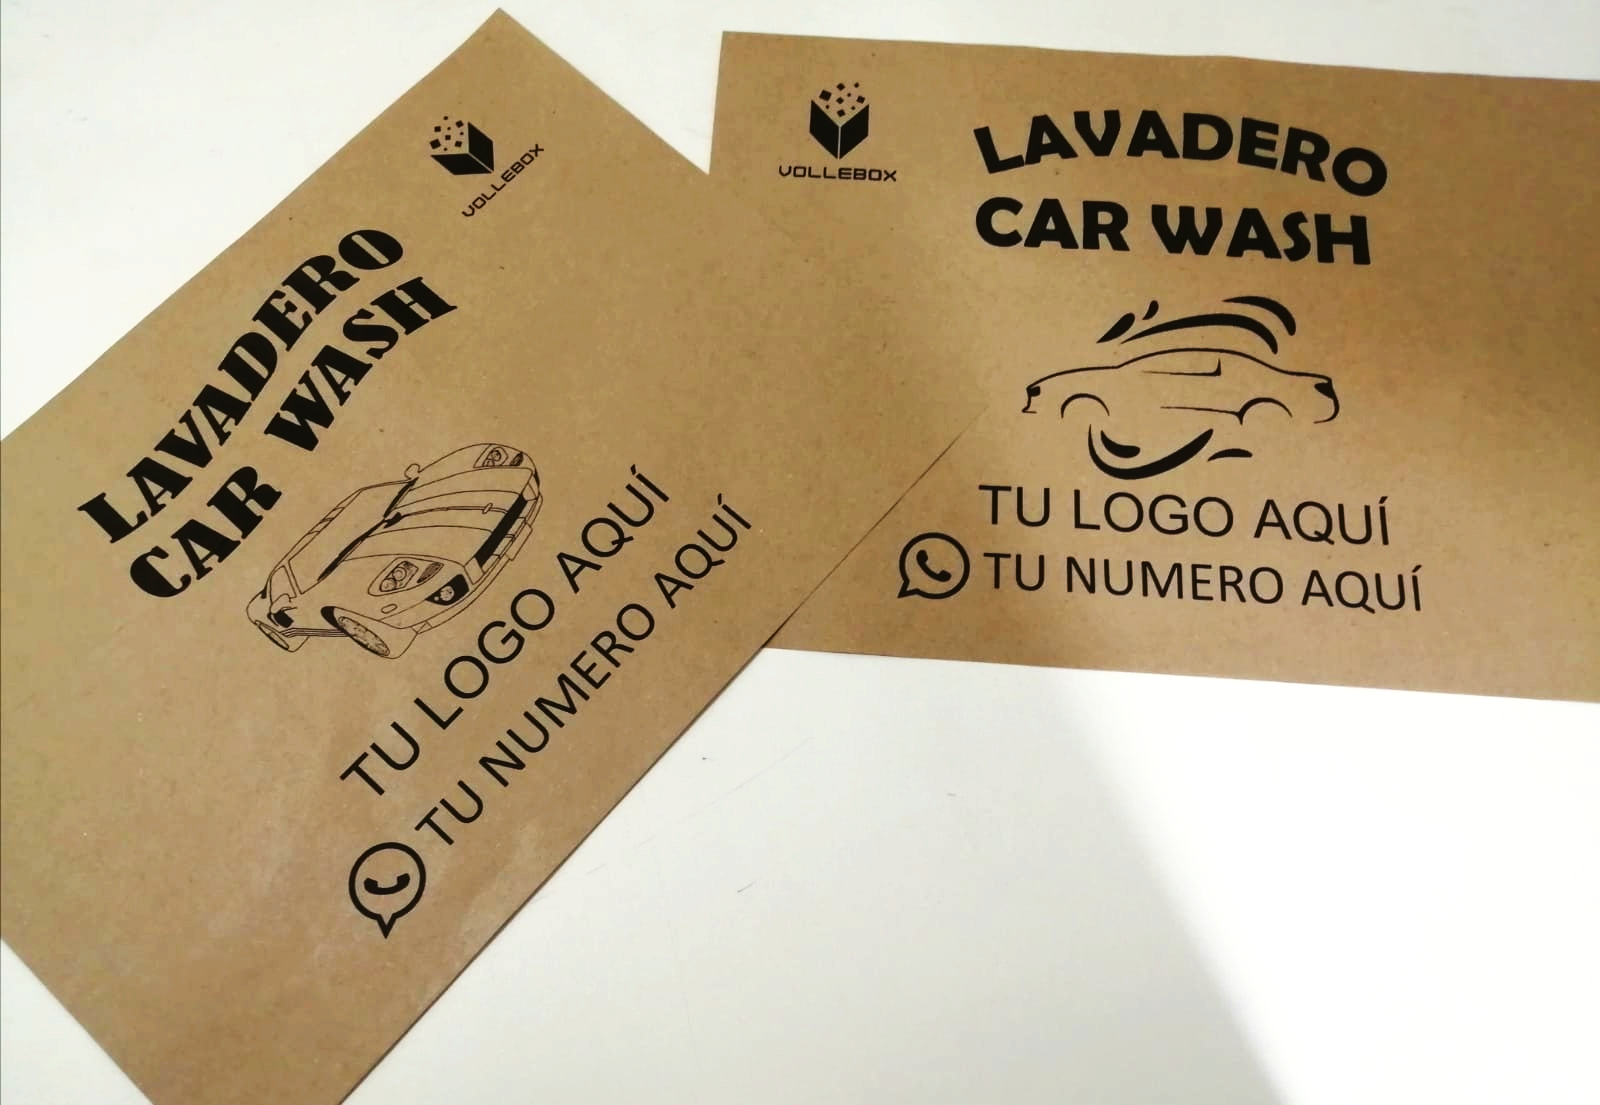 VOLLEBOX
LAVADERO
CAR WASH
TU LOGO AQUÍ
TU NUMERO AQUÍ
VOLLEBOX
LAVADERO
CAR WASH
TU LOGO AQUÍ
TU NUMERO AQUÍ